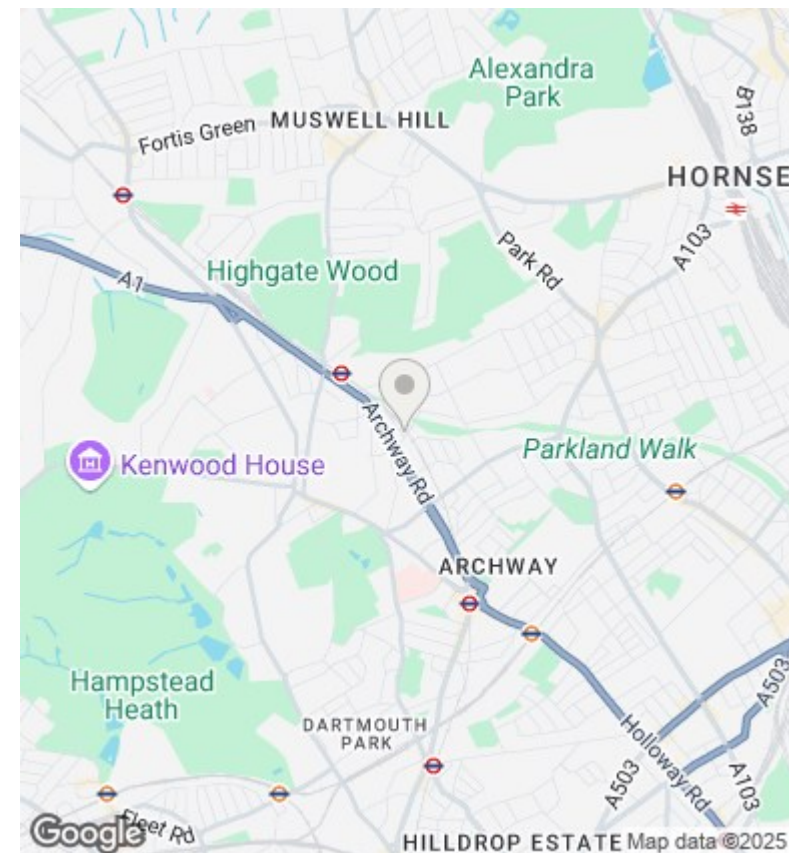 Alexandra
Park
B138
Fortis Green
MUSWELL HILL
HORNSE
Park Rd
A103
Highgate Wood
A1
Archway Rd
Kenwood House
Parkland Walk
ARCHWAY
Hampstead
Heath
DARTMOUTH
PARK
A503
Holloway Rd
A503
A103
Fleet Rd
Google
HILLDROP ESTATE
Map data ©2025